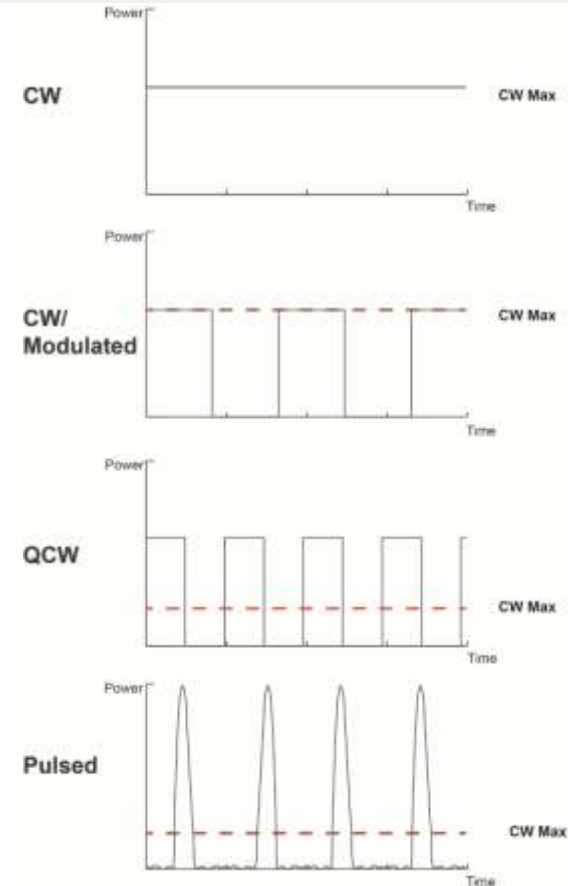 Power
CW
CW Max
Time
Power
CW/
Modulated
CW Max
Time
Power
QCW
CW Max
Time
Power
Pulsed
CW Max
Time